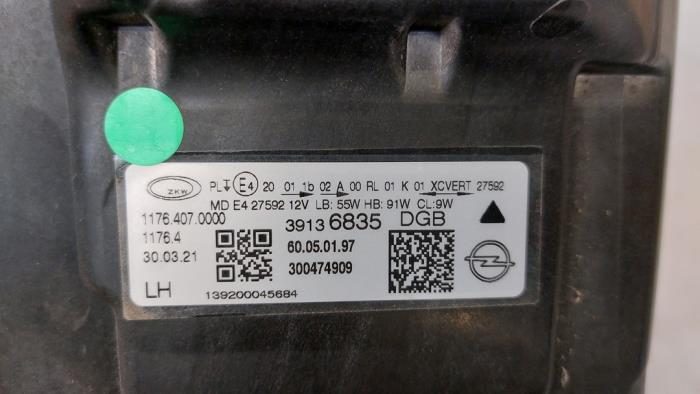 ZKW PL E4 20 01 1b 02 A 00 RL 01 K 01 XCVERT 27592
MD E4 27592 12V LB: 55W HB: 91W CL: 9W
1176.407.0000
1176.4
30.03.21
3913 6835 DGB
60.05.01.97
300474909
LH
139200045684